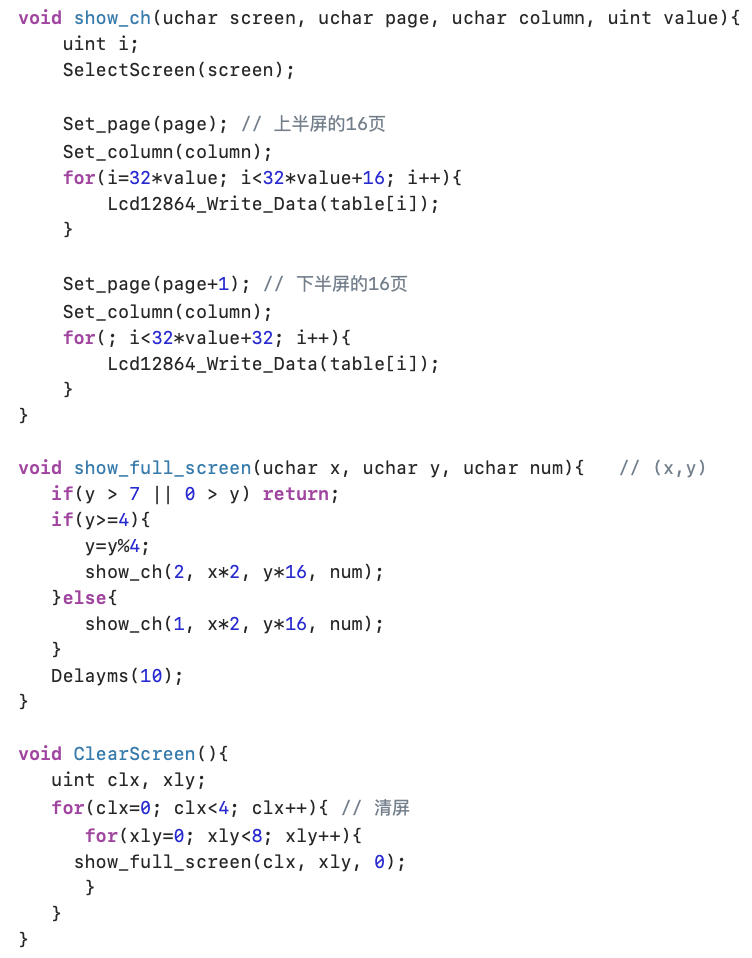 void show_ch(uchar screen, uchar page, uchar column, uint value){
    uint i;
    SelectScreen(screen);

    Set_page(page); // 上半屏的16页
    Set_column(column);
    for(i=32*value; i<32*value+16; i++){
        Lcd12864_Write_Data(table[i]);
    }

    Set_page(page+1); // 下半屏的16页
    Set_column(column);
    for(; i<32*value+32; i++){
        Lcd12864_Write_Data(table[i]);
    }
}

void show_full_screen(uchar x, uchar y, uchar num){   // (x,y)
   if(y > 7 || 0 > y) return;
   if(y>=4){
      y=y%4;
      show_ch(2, x*2, y*16, num);
   }else{
      show_ch(1, x*2, y*16, num);
   }
   Delayms(10);
}

void ClearScreen(){
   uint clx, xly;
   for(clx=0; clx<4; clx++){ // 清屏
      for(xly=0; xly<8; xly++){
     show_full_screen(clx, xly, 0);
      }
   }
}